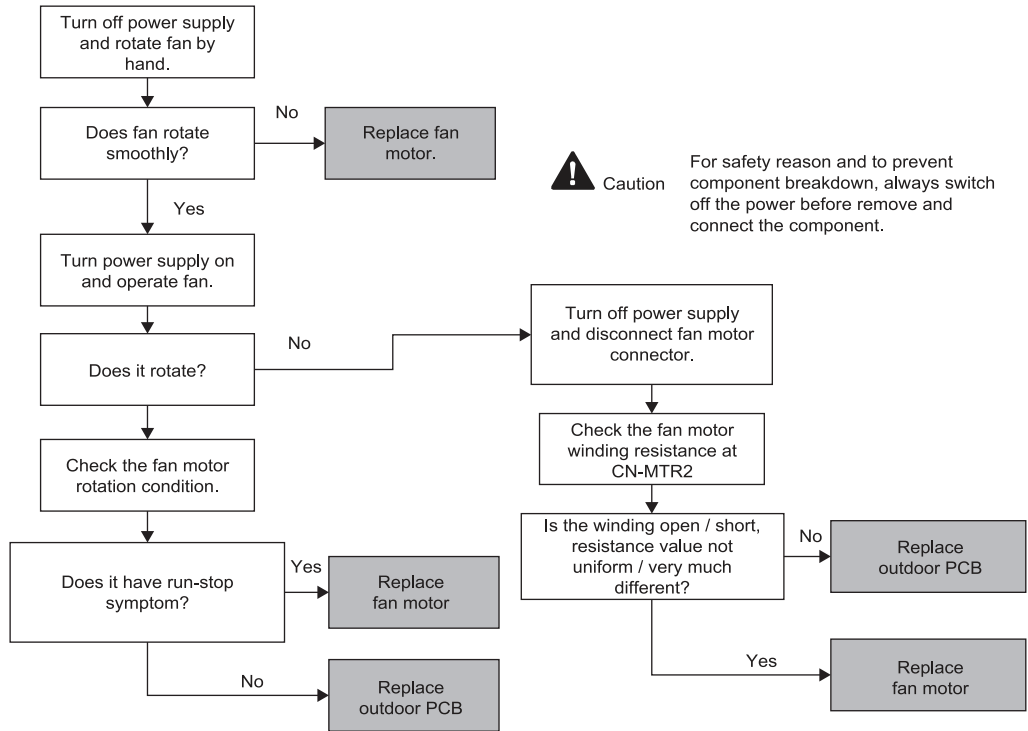 Turn off power supply
and rotate fan by
hand.
Does fan rotate
smoothly?
No
Replace fan
motor.
Caution
For safety reason and to prevent
component breakdown, always switch
off the power before remove and
connect the component.
Yes
Turn power supply on
and operate fan.
Does it rotate?
No
Turn off power supply
and disconnect fan motor
connector.
Check the fan motor
winding resistance at
CN-MTR2
Is the winding open / short,
resistance value not
uniform / very much
different?
No
Replace
outdoor PCB
Yes
Replace
fan motor
Check the fan motor
rotation condition.
Does it have run-stop
symptom?
Yes
Replace
fan motor
No
Replace
outdoor PCB